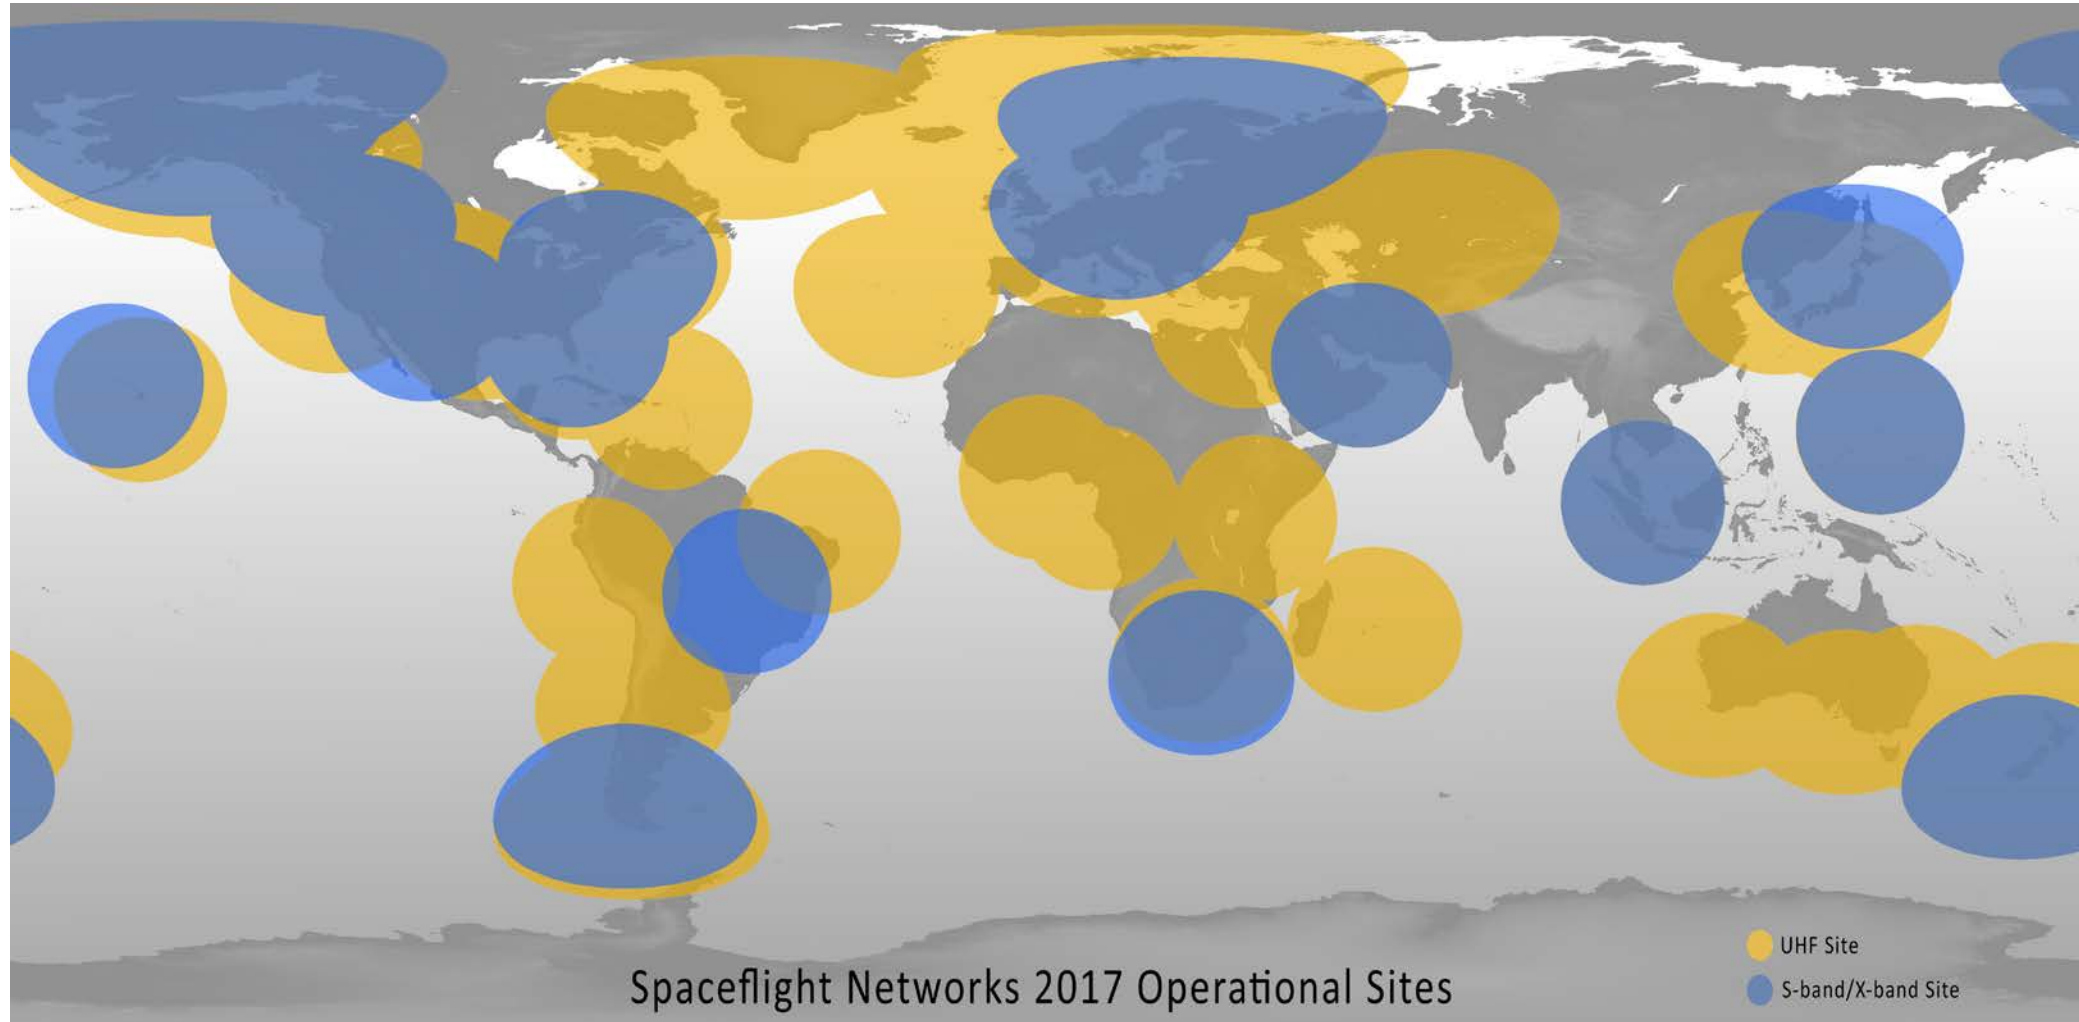 UHF Site
Spaceflight Networks 2017 Operational Sites
S-band/X-band Site